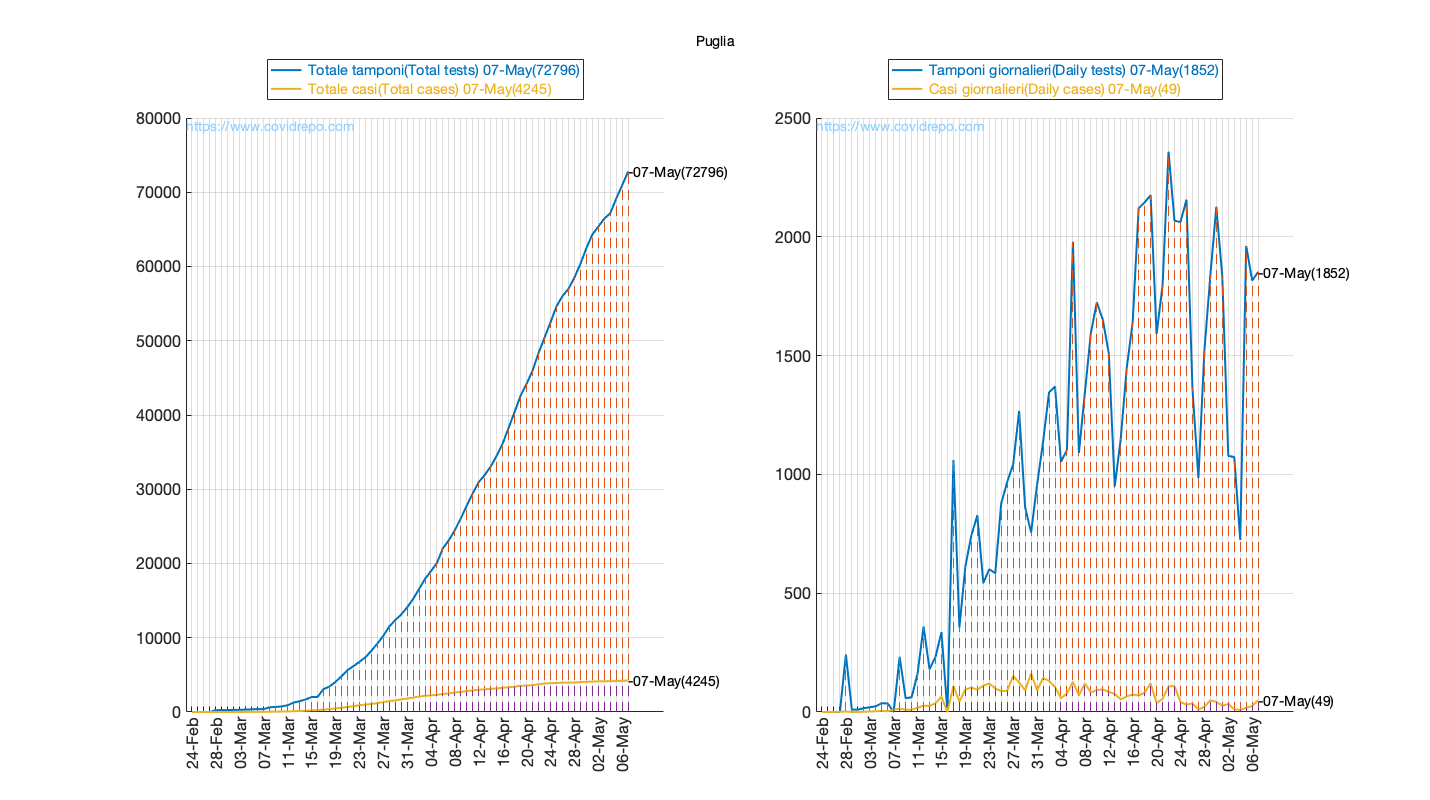 Puglia
Totale tamponi(Total tests) 07-May(72796)
Totale casi(Total cases) 07-May(4245)
80000
70000
60000
50000
40000
30000
20000
10000
0
https://www.covidrepo.com
07-May(72796)
07-May(4245)
24-Feb
28-Feb
03-Mar
07-Mar
11-Mar
15-Mar
19-Mar
23-Mar
27-Mar
31-Mar
04-Apr
08-Apr
12-Apr
16-Apr
20-Apr
24-Apr
28-Apr
02-May
06-May
Tamponi giornalieri(Daily tests) 07-May(1852)
Casi giornalieri(Daily cases) 07-May(49)
2500
2000
1500
1000
500
0
https://www.covidrepo.com
07-May(1852)
07-May(49)
24-Feb
28-Feb
03-Mar
07-Mar
11-Mar
15-Mar
19-Mar
23-Mar
27-Mar
31-Mar
04-Apr
08-Apr
12-Apr
16-Apr
20-Apr
24-Apr
28-Apr
02-May
06-May